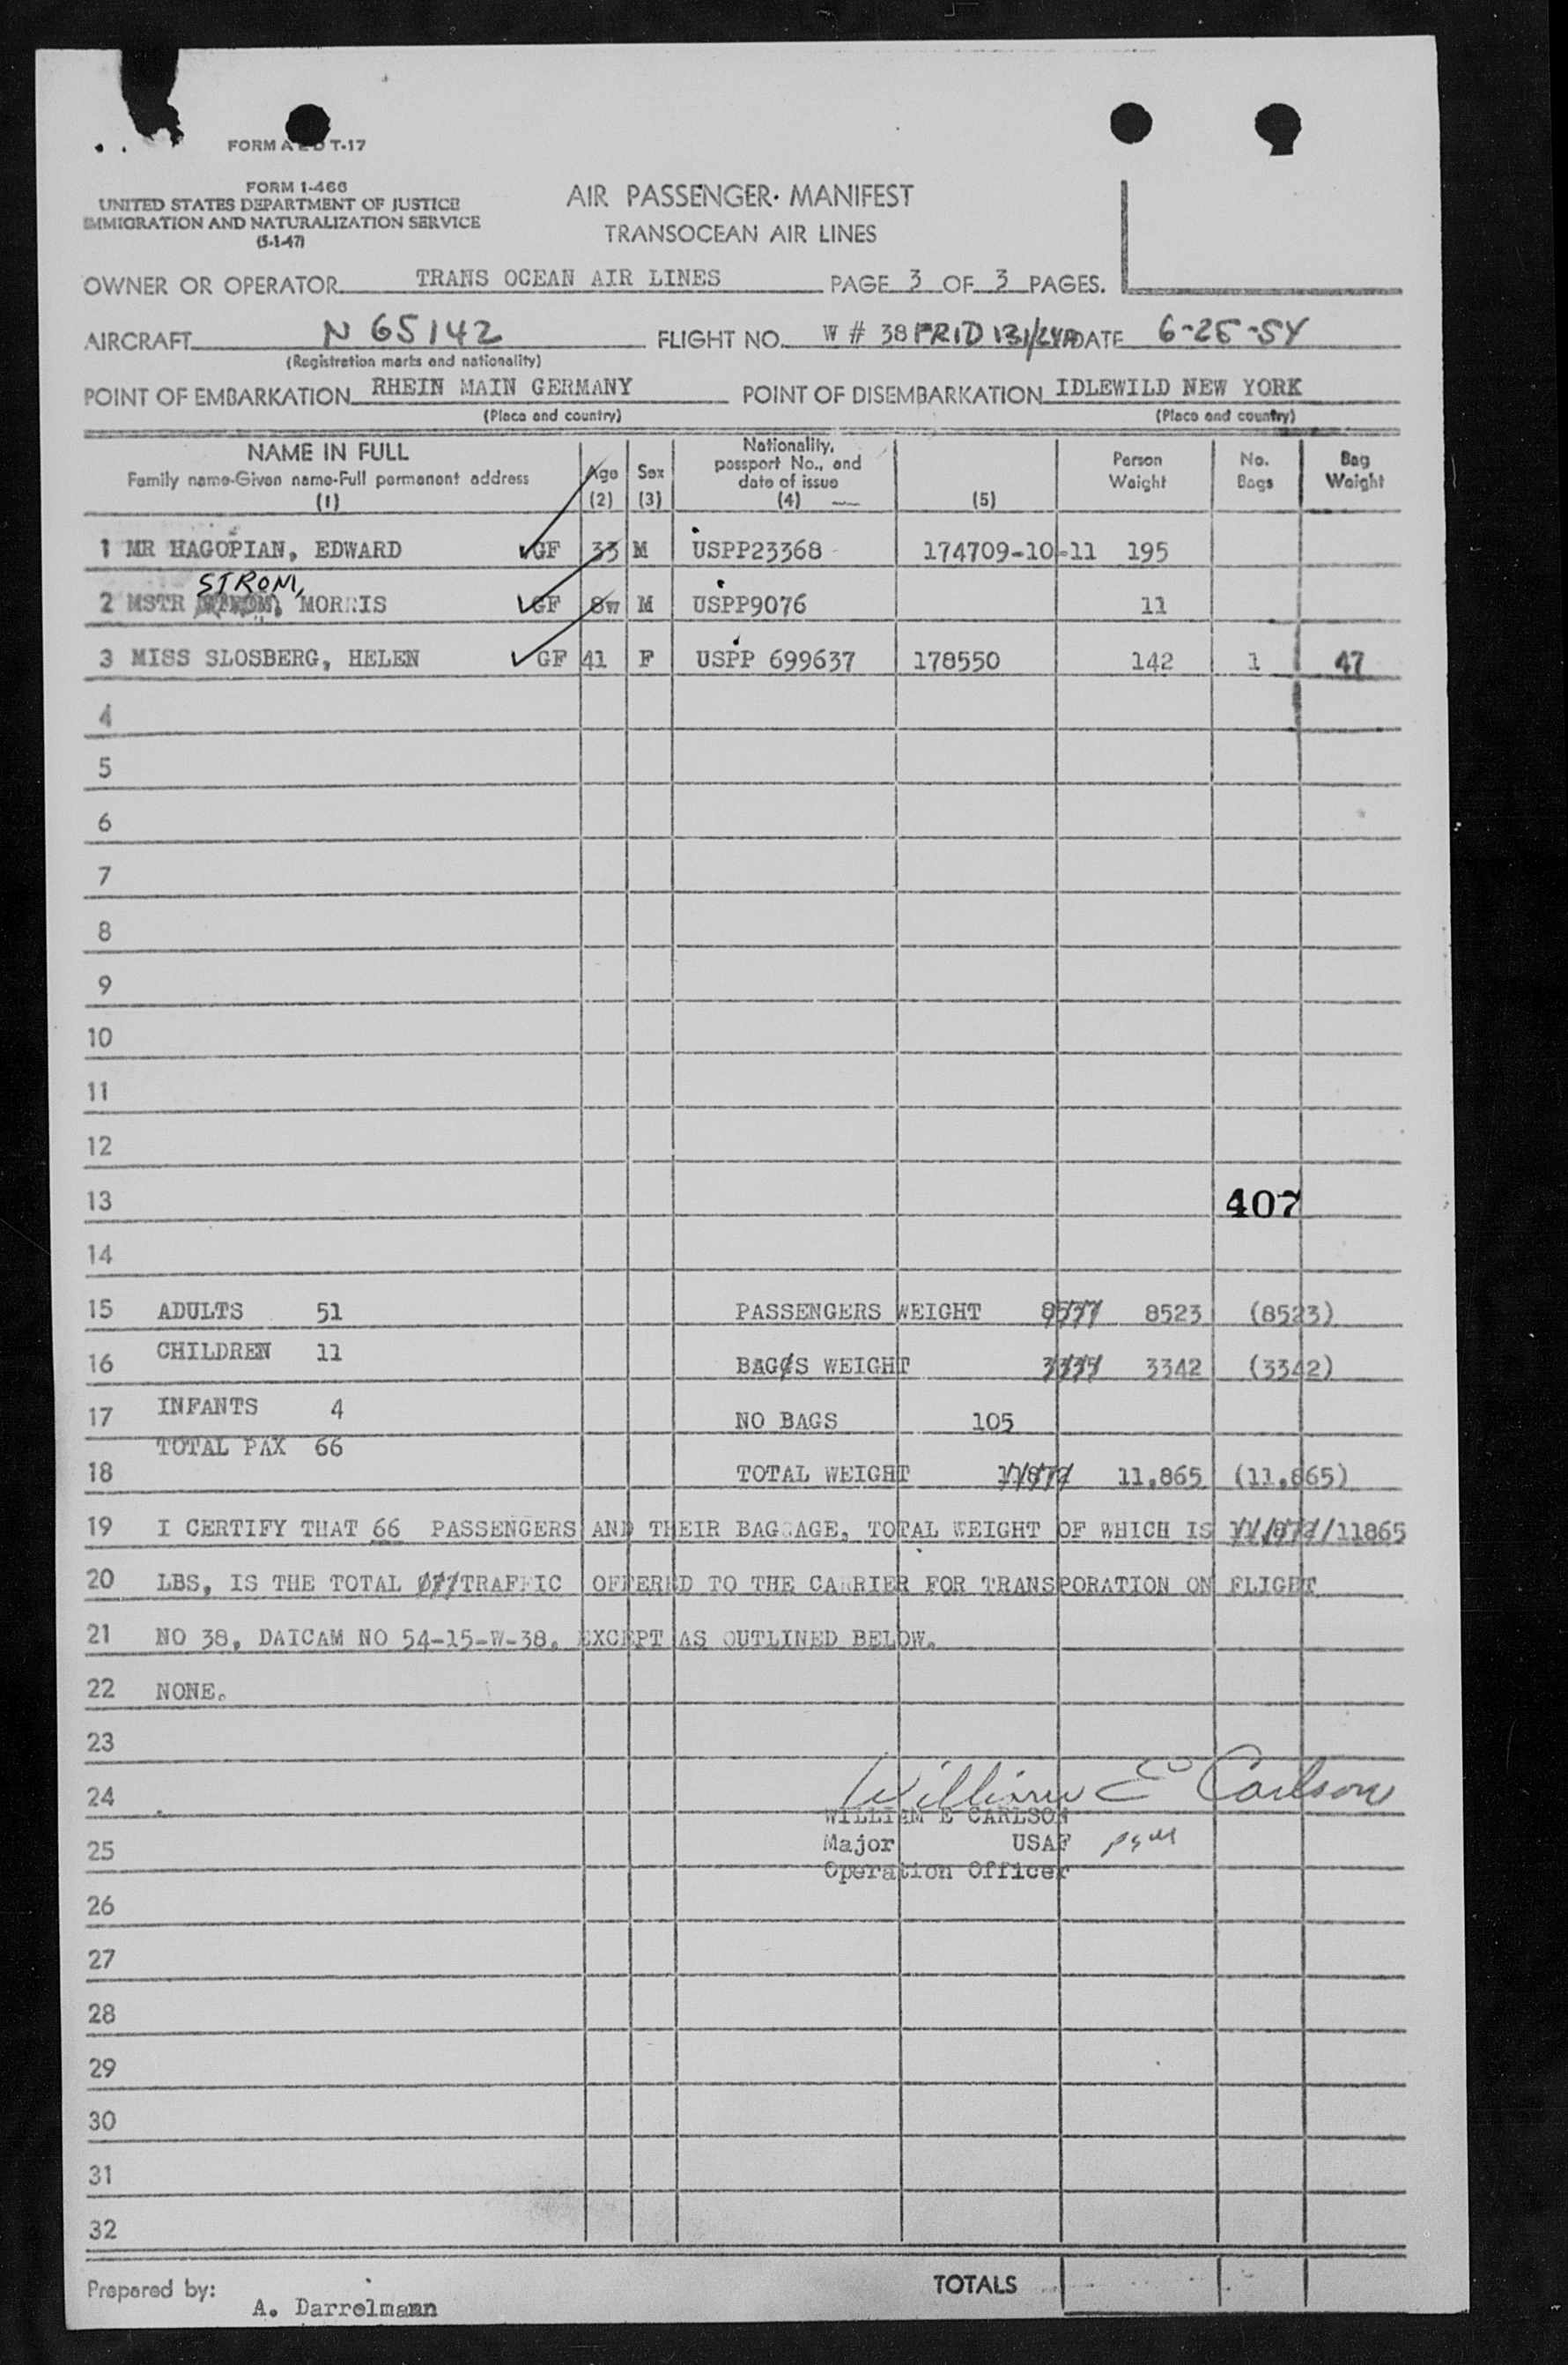 FORM A E D T-17
FORM 1-466
UNITED STATES DEPARTMENT OF JUSTICE
IMMIGRATION AND NATURALIZATION SERVICE
(5-1-47)
AIR PASSENGER MANIFEST
TRANSOCEAN AIR LINES
OWNER OR OPERATOR TRANS OCEAN AIR LINES PAGE 3 OF 3 PAGES.
AIRCRAFT N 65142 FLIGHT NO. W # 38 PRID DATE 6-25-54
(Registration marks and nationality)
POINT OF EMBARKATION RHEIN MAIN GERMANY POINT OF DISEMBARKATION IDLEWILD NEW YORK
(Place and country) (Place and country)
NAME IN FULL
Family name-Given name-Full permanent address
(1)
Age
(2)
Sex
(3)
Nationality,
passport No., and
date of issue
(4)
(5)
Person
Weight
No.
Bags
Bag
Weight
1 MR HAGOPIAN, EDWARD GF 33 M USPP23368 174709-10-11 195
STROM,
2 MSTR MORRIS GF 8w M USPP9076 11
3 MISS SLOSBERG, HELEN GF 41 F USPP 699637 178550 142 1 47
4
5
6
7
8
9
10
11
12
13 407
14
15 ADULTS 51 PASSENGERS WEIGHT 8523 (8523)
16 CHILDREN 11 BAGS WEIGHT 3342 (3342)
17 INFANTS 4 NO BAGS 105
TOTAL PAX 66
18 TOTAL WEIGHT 11,865 (11,865)
19 I CERTIFY THAT 66 PASSENGERS AND THEIR BAGGAGE, TOTAL WEIGHT OF WHICH IS 11865
20 LBS, IS THE TOTAL TRAFFIC OFFERED TO THE CARRIER FOR TRANSPORATION ON FLIGHT
21 NO 38, DAICAM NO 54-15-W-38. EXCEPT AS OUTLINED BELOW.
22 NONE.
23
24 William E Carlson
WILLIAM E CARLSON
25 Major USAF
Operation Officer
26
27
28
29
30
31
32
Prepared by: TOTALS
A. Darrelmann